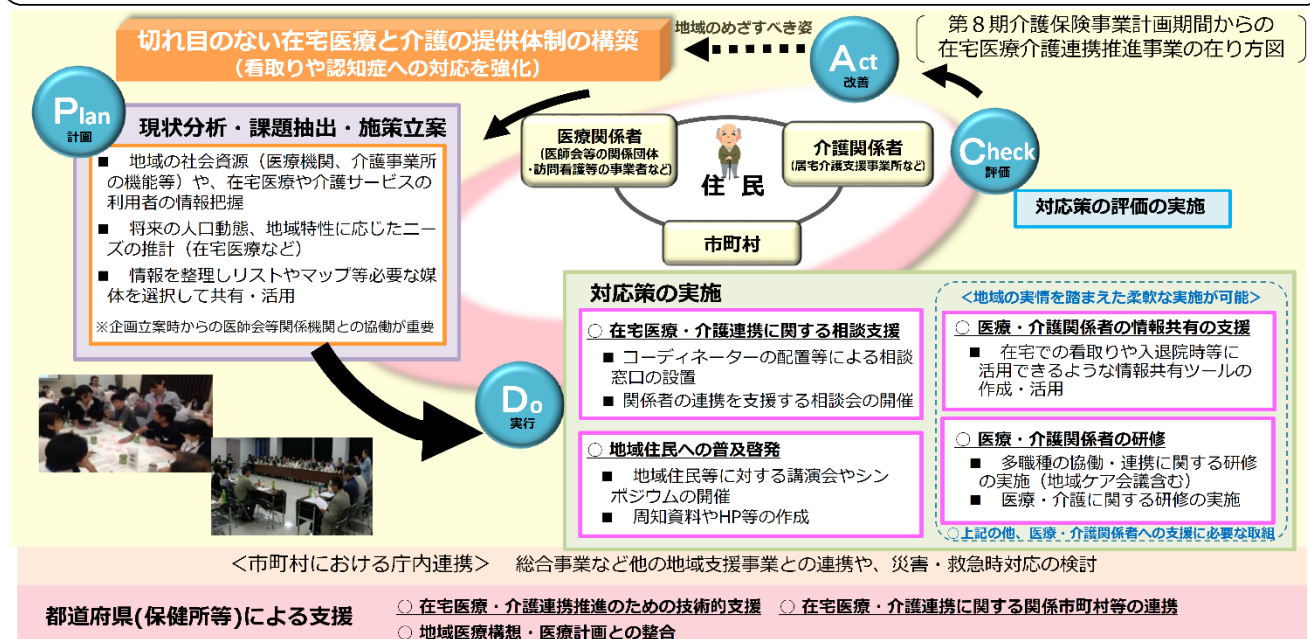 切れ目のない在宅医療と介護の提供体制の構築
（看取りや認知症への対応を強化）
地域のめざすべき姿
Act
改善
第８期介護保険事業計画期間からの
在宅医療介護連携推進事業の在り方図
Plan
計画
現状分析・課題抽出・施策立案
■ 地域の社会資源（医療機関、介護事業所
の機能等）や、在宅医療や介護サービスの
利用者の情報把握
■ 将来の人口動態、地域特性に応じたニー
ズの推計（在宅医療など）
■ 情報を整理しリストやマップ等必要な媒
体を選択して共有・活用
※企画立案時からの医師会等関係機関との協働が重要
医療関係者
（医師会等の関係団体
・訪問看護等の事業者など）
介護関係者
（居宅介護支援事業所など）
住 民
市町村
Check
評価
対応策の評価の実施
Do
実行
対応策の実施
○ 在宅医療・介護連携に関する相談支援
■ コーディネーターの配置等による相談
窓口の設置
■ 関係者の連携を支援する相談会の開催
○ 地域住民への普及啓発
■ 地域住民等に対する講演会やシン
ポジウムの開催
■ 周知資料やHP等の作成
＜地域の実情を踏まえた柔軟な実施が可能＞
○ 医療・介護関係者の情報共有の支援
■ 在宅での看取りや入退院時等に
活用できるような情報共有ツールの
作成・活用
○ 医療・介護関係者の研修
■ 多職種の協働・連携に関する研修
の実施（地域ケア会議含む）
■ 医療・介護に関する研修の実施
○上記の他、医療・介護関係者への支援に必要な取組
＜市町村における庁内連携＞ 総合事業など他の地域支援事業との連携や、災害・救急時対応の検討
都道府県(保健所等)による支援
○ 在宅医療・介護連携推進のための技術的支援 ○ 在宅医療・介護連携に関する関係市町村等の連携
○ 地域医療構想・医療計画との整合